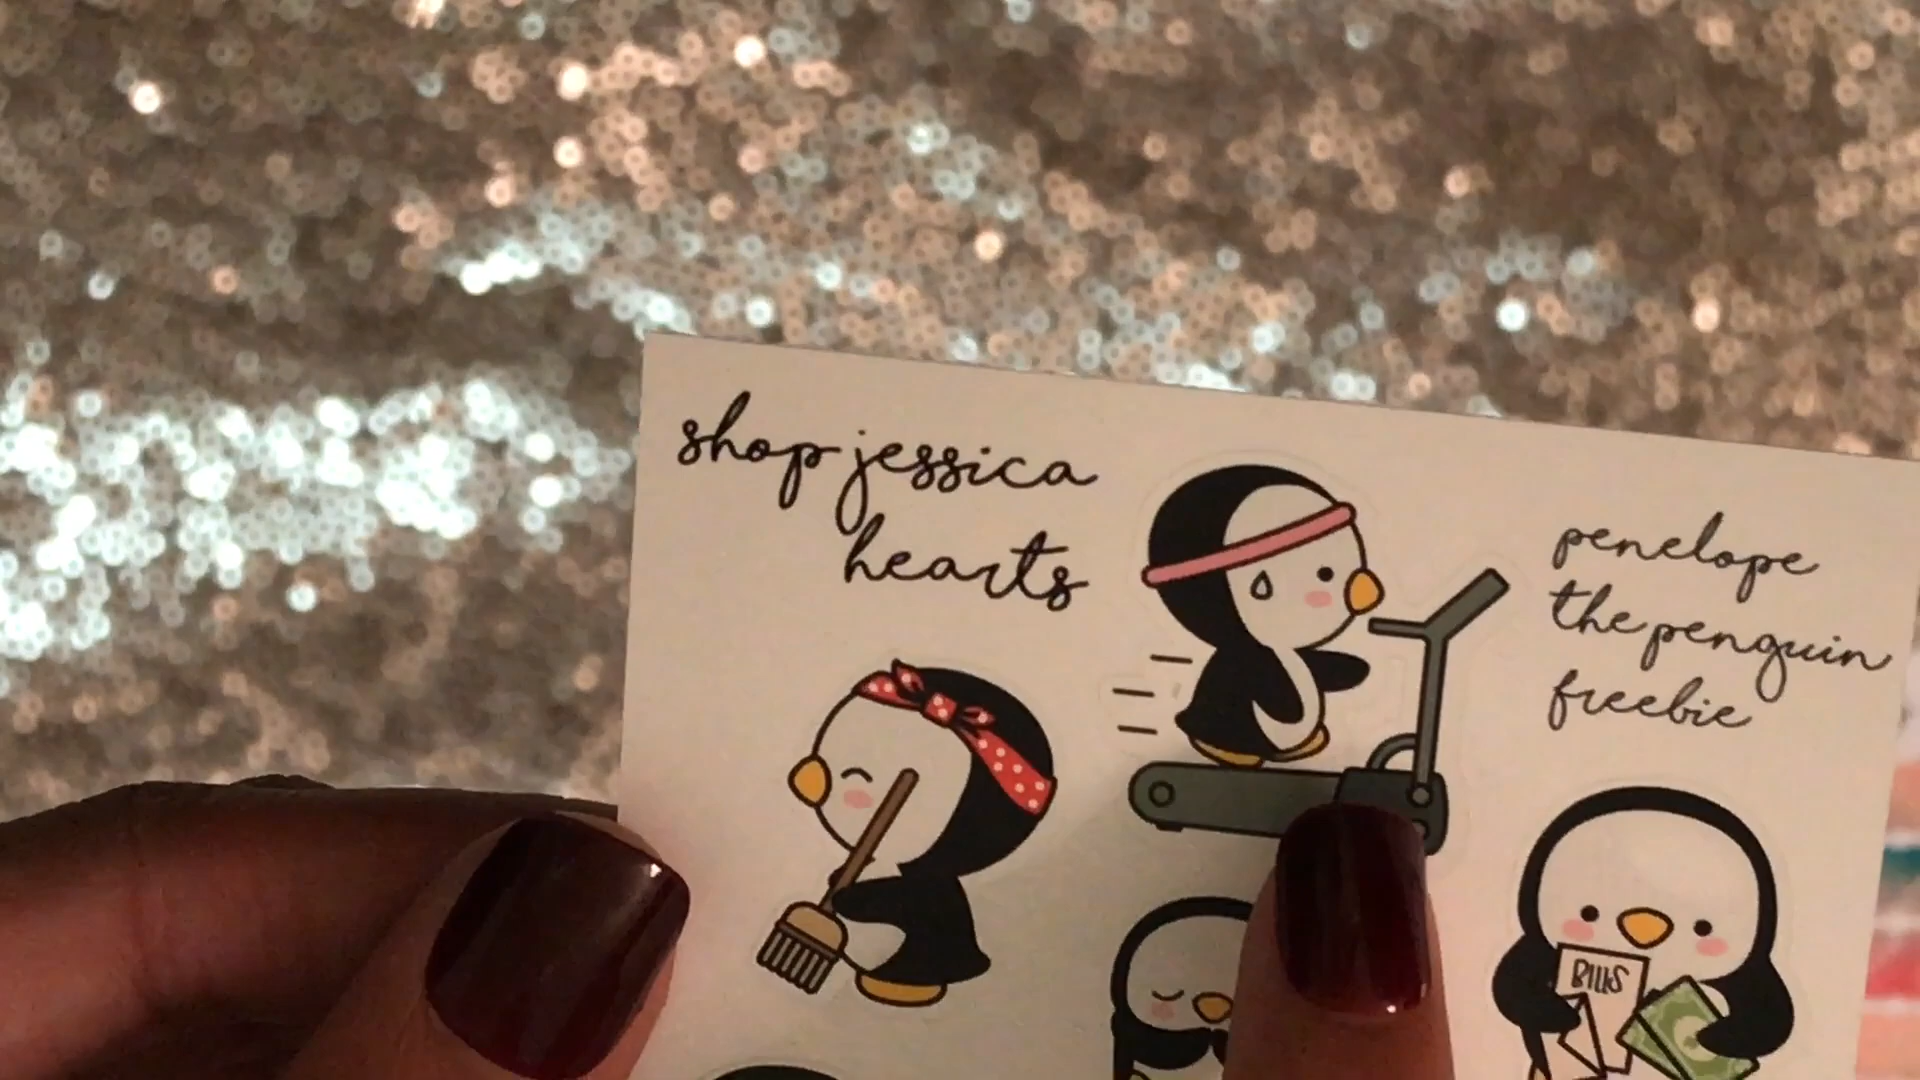 shop jessica
hearts
penelope
the penguin
freebie
BILLS